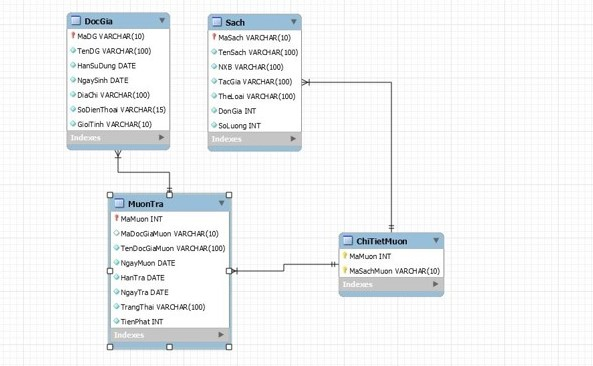 DocGia
MaDG VARCHAR(10)
TenDG VARCHAR(100)
HanSuDung DATE
NgaySinh DATE
DiaChi VARCHAR(100)
SoDienThoai VARCHAR(15)
GioiTinh VARCHAR(10)
Indexes
Sach
MaSach VARCHAR(10)
TenSach VARCHAR(100)
NXB VARCHAR(100)
TacGia VARCHAR(100)
TheLoai VARCHAR(100)
DonGia INT
SoLuong INT
Indexes
MuonTra
MaMuon INT
MaDocGiaMuon VARCHAR(10)
TenDocGiaMuon VARCHAR(100)
NgayMuon DATE
HanTra DATE
NgayTra DATE
TrangThai VARCHAR(100)
TienPhat INT
Indexes
ChiTietMuon
MaMuon INT
MaSachMuon VARCHAR(10)
Indexes